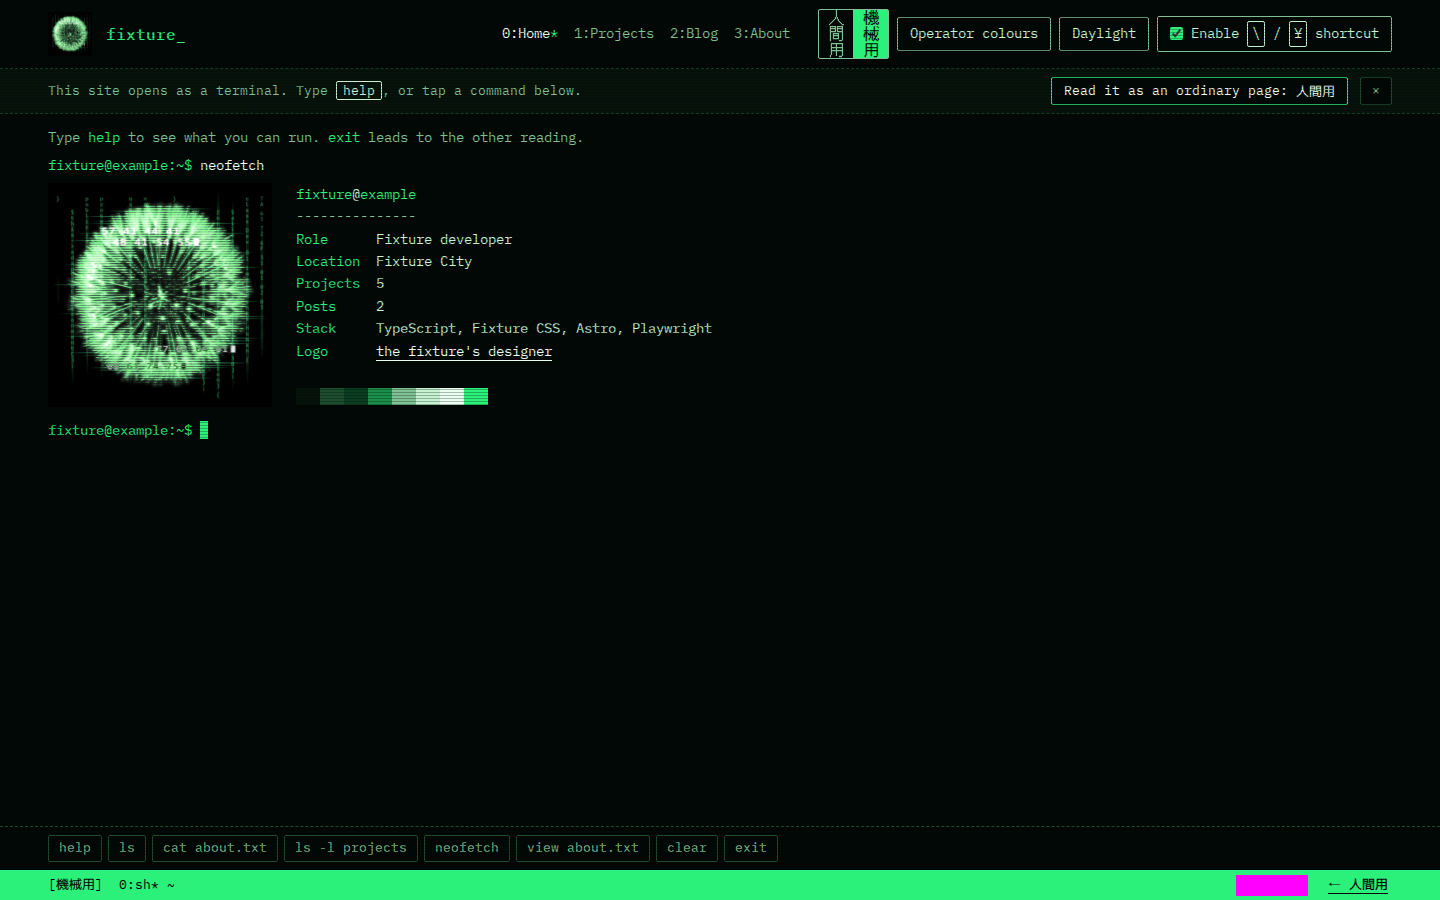 fixture_
0:Home* 1:Projects 2:Blog 3:About
人間用
機械用
Operator colours
Daylight
Enable \ / ¥ shortcut
This site opens as a terminal. Type help, or tap a command below.
Read it as an ordinary page: 人間用
×
Type help to see what you can run. exit leads to the other reading.
fixture@example:~$ neofetch
fixture@example
---------------
Role Fixture developer
Location Fixture City
Projects 5
Posts 2
Stack TypeScript, Fixture CSS, Astro, Playwright
Logo the fixture's designer
fixture@example:~$
help ls cat about.txt ls -l projects neofetch view about.txt clear exit
[機械用] 0:sh* ~
← 人間用